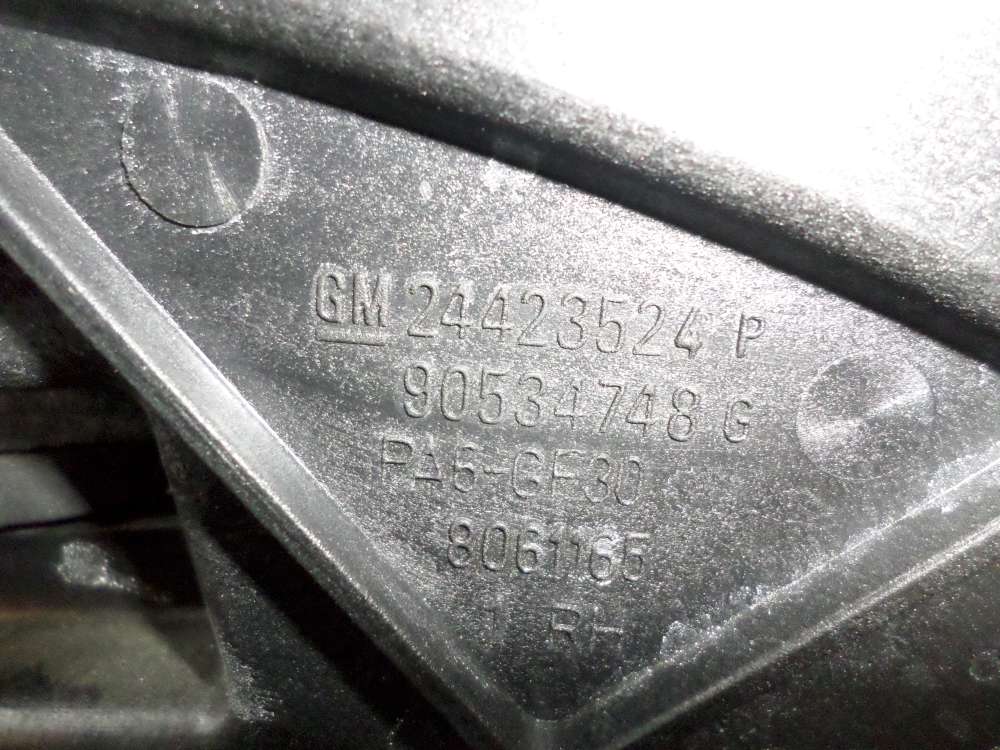 GM 24423524 P
90534748 G
PA6-GF30
8061165
1 RH